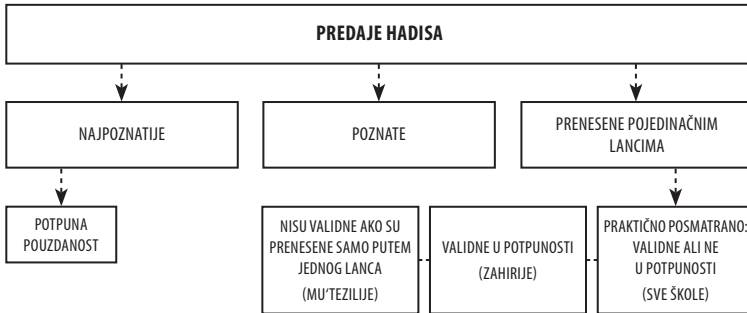 PREDAJE HADISA
NAJPOZNATIJE
POZNATE
PRENESENE POJEDINAČNIM
LANCIMA
POTPUNA
POUZDANOST
NISU VALIDNE AKO SU
PRENESENE SAMO PUTEM
JEDNOG LANCA
(MU‘TEZILIJE)
VALIDNE U POTPUNOSTI
(ZAHIRIJE)
PRAKTIČNO POSMATRANO:
VALIDNE ALI NE
U POTPUNOSTI
(SVE ŠKOLE)